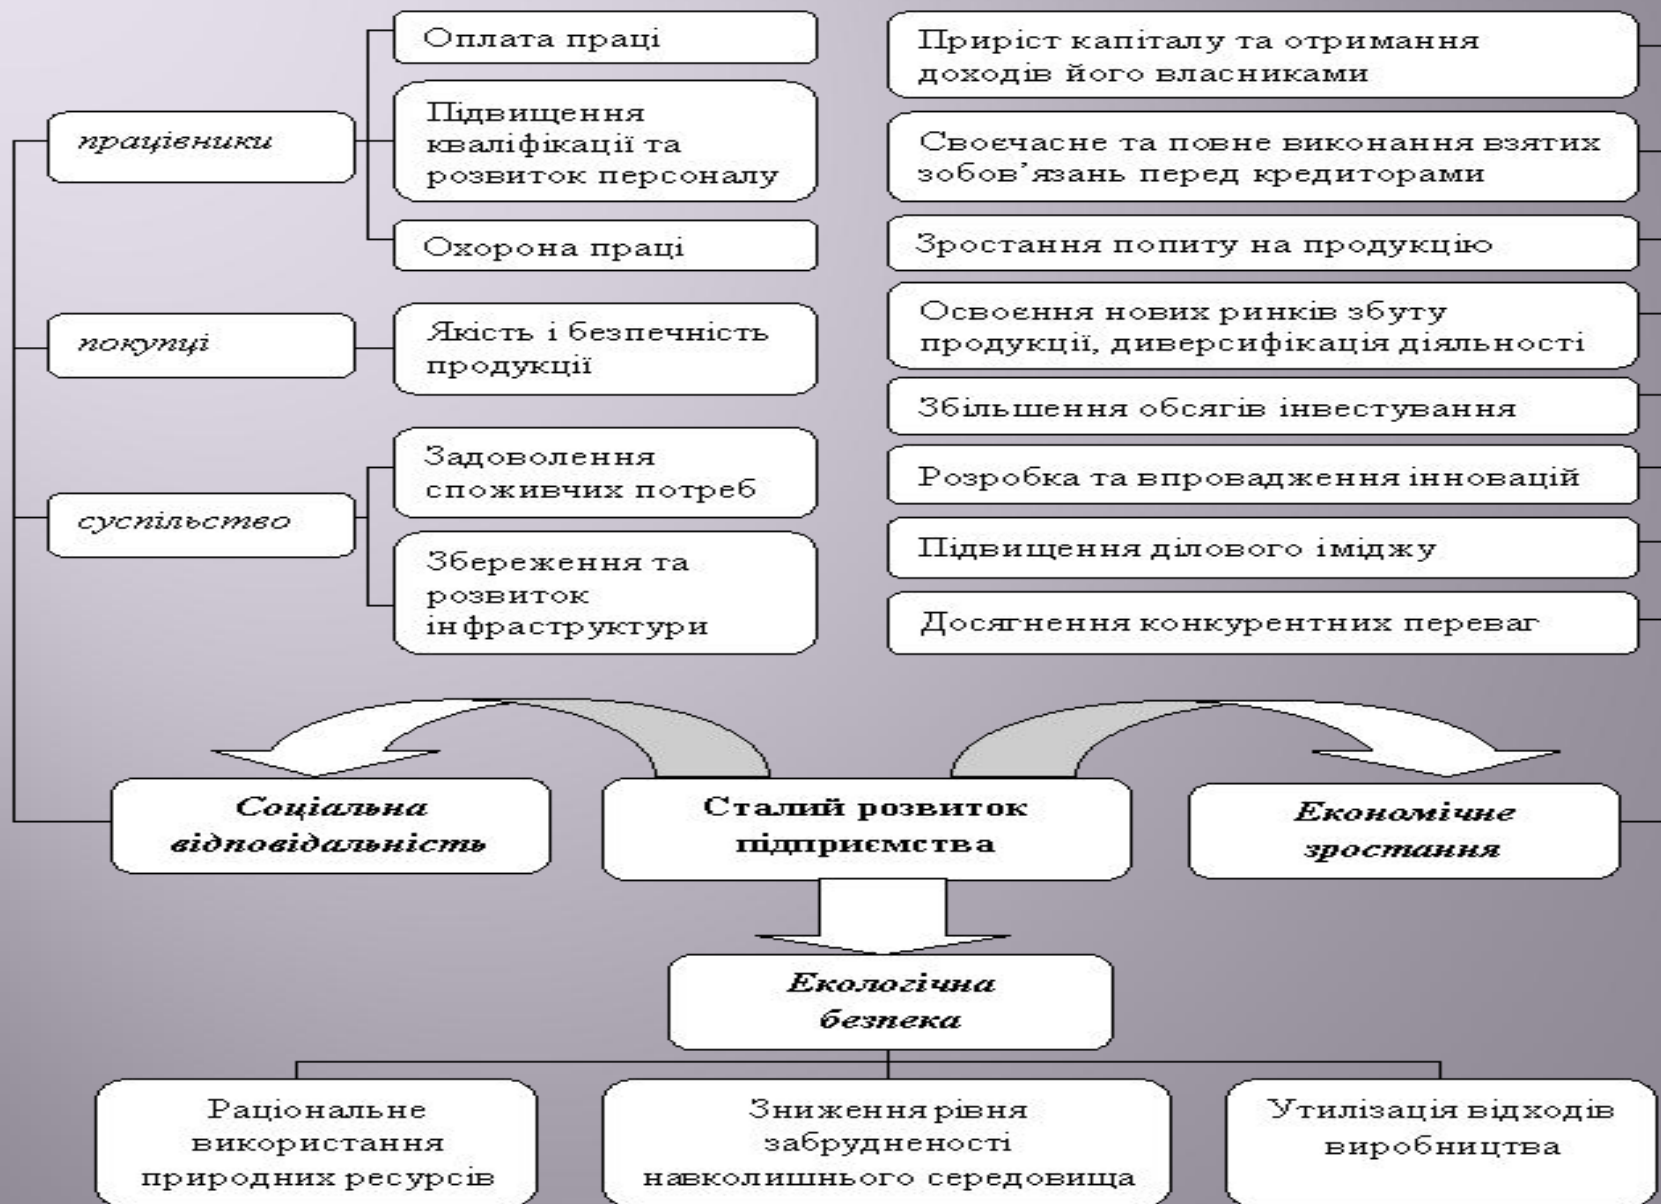 Оплата праці
працівники
Підвищення
кваліфікації та
розвиток персоналу
Охорона праці
покупці
Якість і безпечність
продукції
Задоволення
споживчих потреб
суспільство
Збереження та
розвиток
інфраструктури
Приріст капіталу та отримання
доходів його власниками
Своєчасне та повне виконання взятих
зобов’язань перед кредиторами
Зростання попиту на продукцію
Освоєння нових ринків збуту
продукції, диверсифікація діяльності
Збільшення обсягів інвестування
Розробка та впровадження інновацій
Підвищення ділового іміджу
Досягнення конкурентних переваг
Соціальна
відповідальність
Сталий розвиток
підприємства
Економічне
зростання
Екологічна
безпека
Раціональне
використання
природних ресурсів
Зниження рівня
забрудненості
навколишнього середовища
Утилізація відходів
виробництва